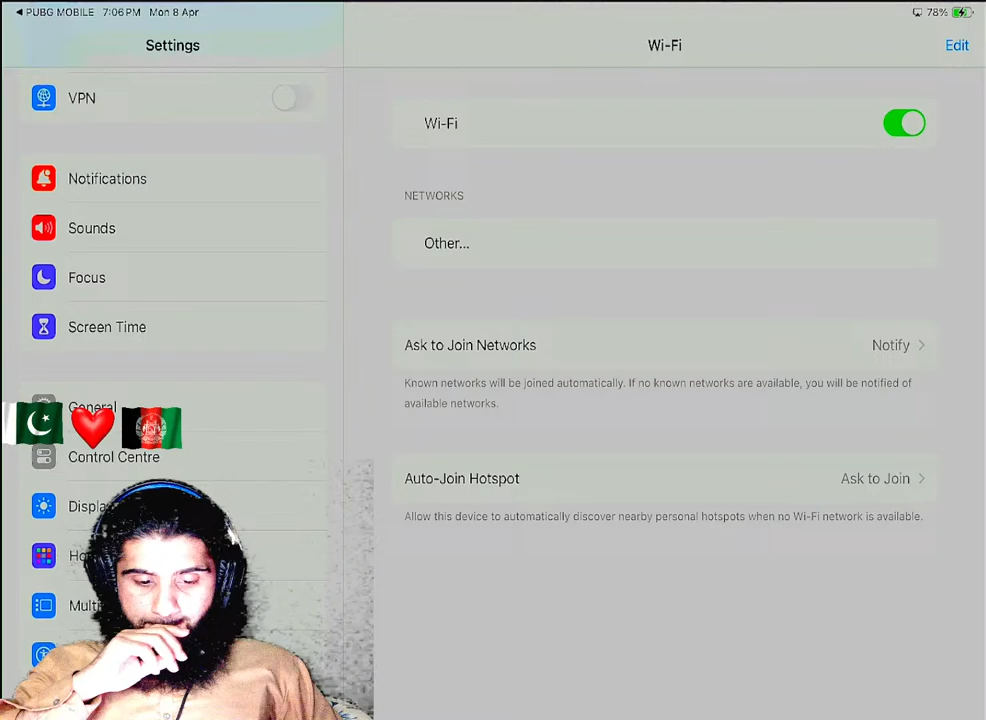 PUBG MOBILE 7:06 PM Mon 8 Apr 78%
Settings
Wi-Fi
Edit
VPN
Notifications
Sounds
Focus
Screen Time
General
Control Centre
Displa
Ho
Multi
Wi-Fi
NETWORKS
Other...
Ask to Join Networks Notify
Known networks will be joined automatically. If no known networks are available, you will be notified of
available networks.
Auto-Join Hotspot Ask to Join
Allow this device to automatically discover nearby personal hotspots when no Wi-Fi network is available.